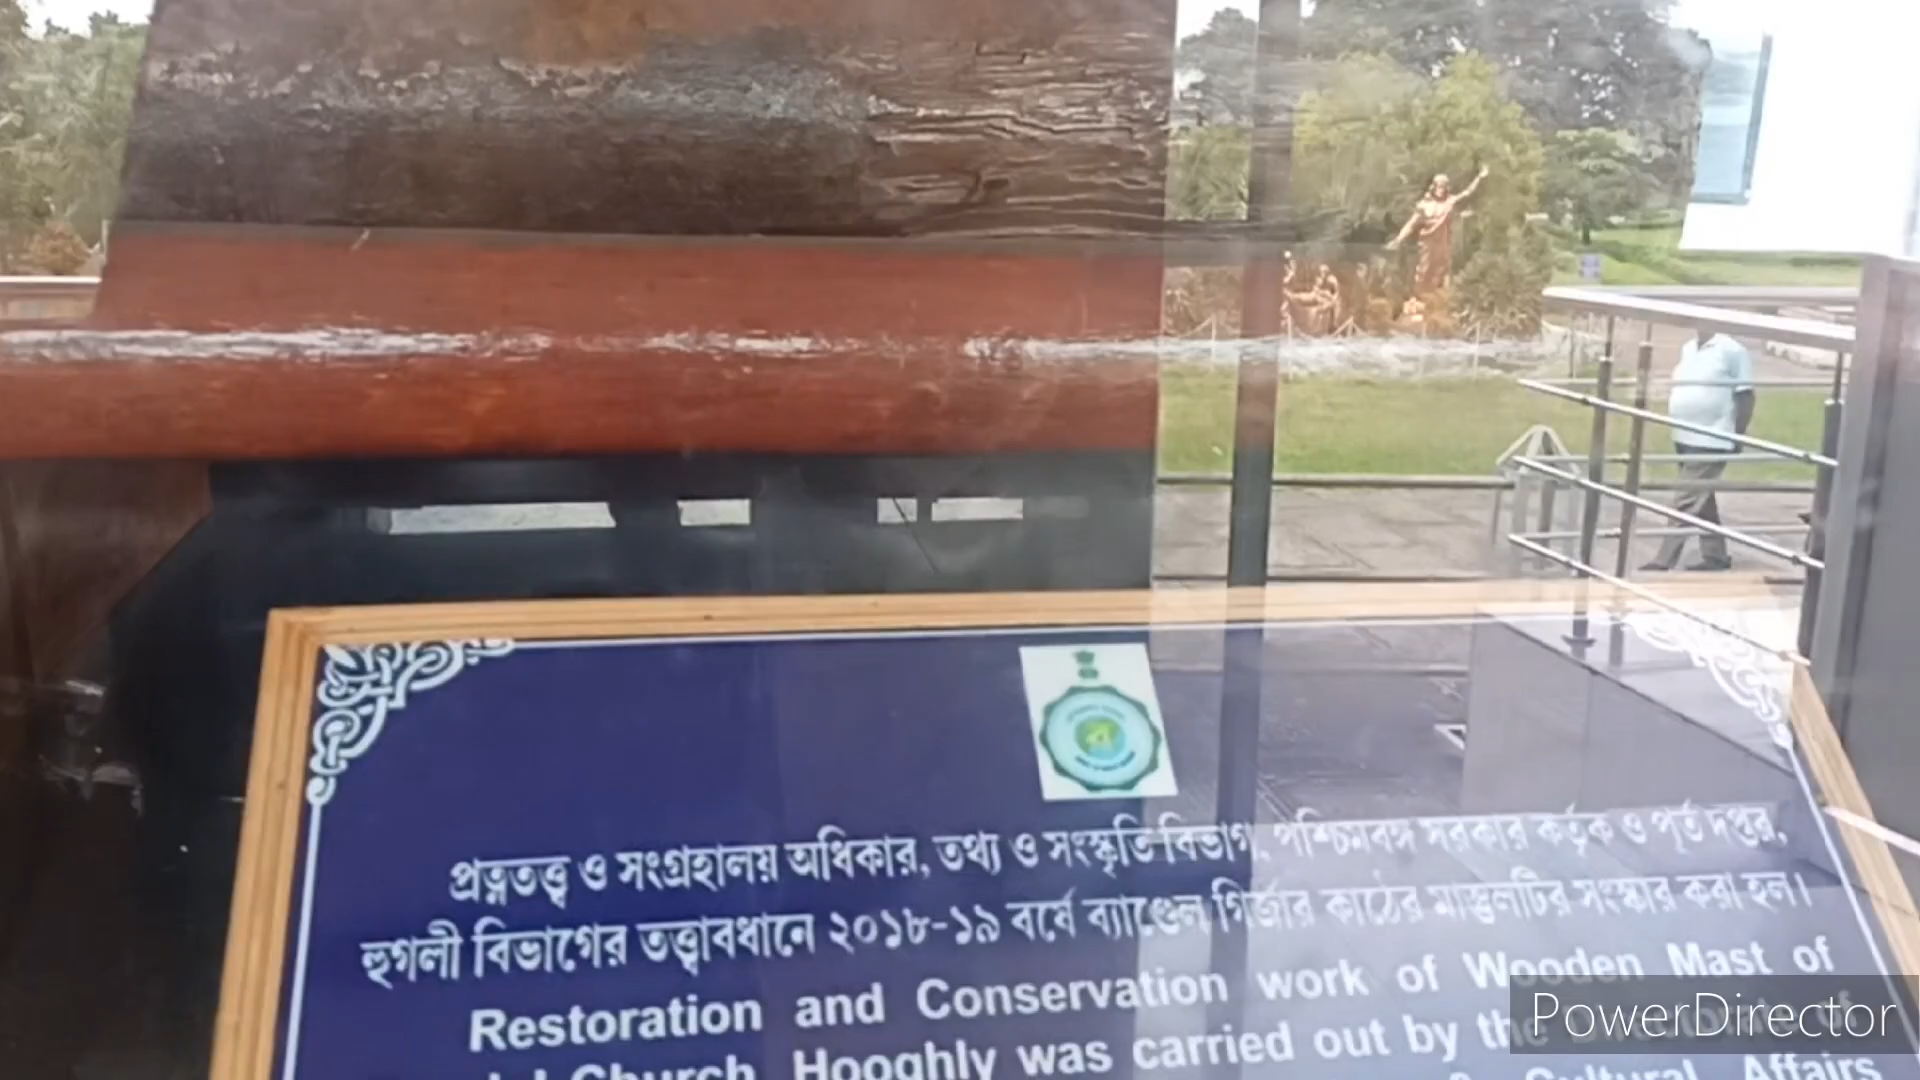 প্রত্নতত্ত্ব ও সংগ্রহালয় অধিকার, তথ্য ও সংস্কৃতি বিভাগ, পশ্চিমবঙ্গ সরকার কর্তৃক ও পূর্ত দপ্তর,
হুগলী বিভাগের তত্ত্বাবধানে ২০১৮-১৯ বর্ষে ব্যাণ্ডেল গির্জার কাঠের মাস্তুলটির সংস্কার করা হল।
Restoration and Conservation work of Wooden Mast of
Church, Hooghly was carried out by the
Cultural Affairs
PowerDirector